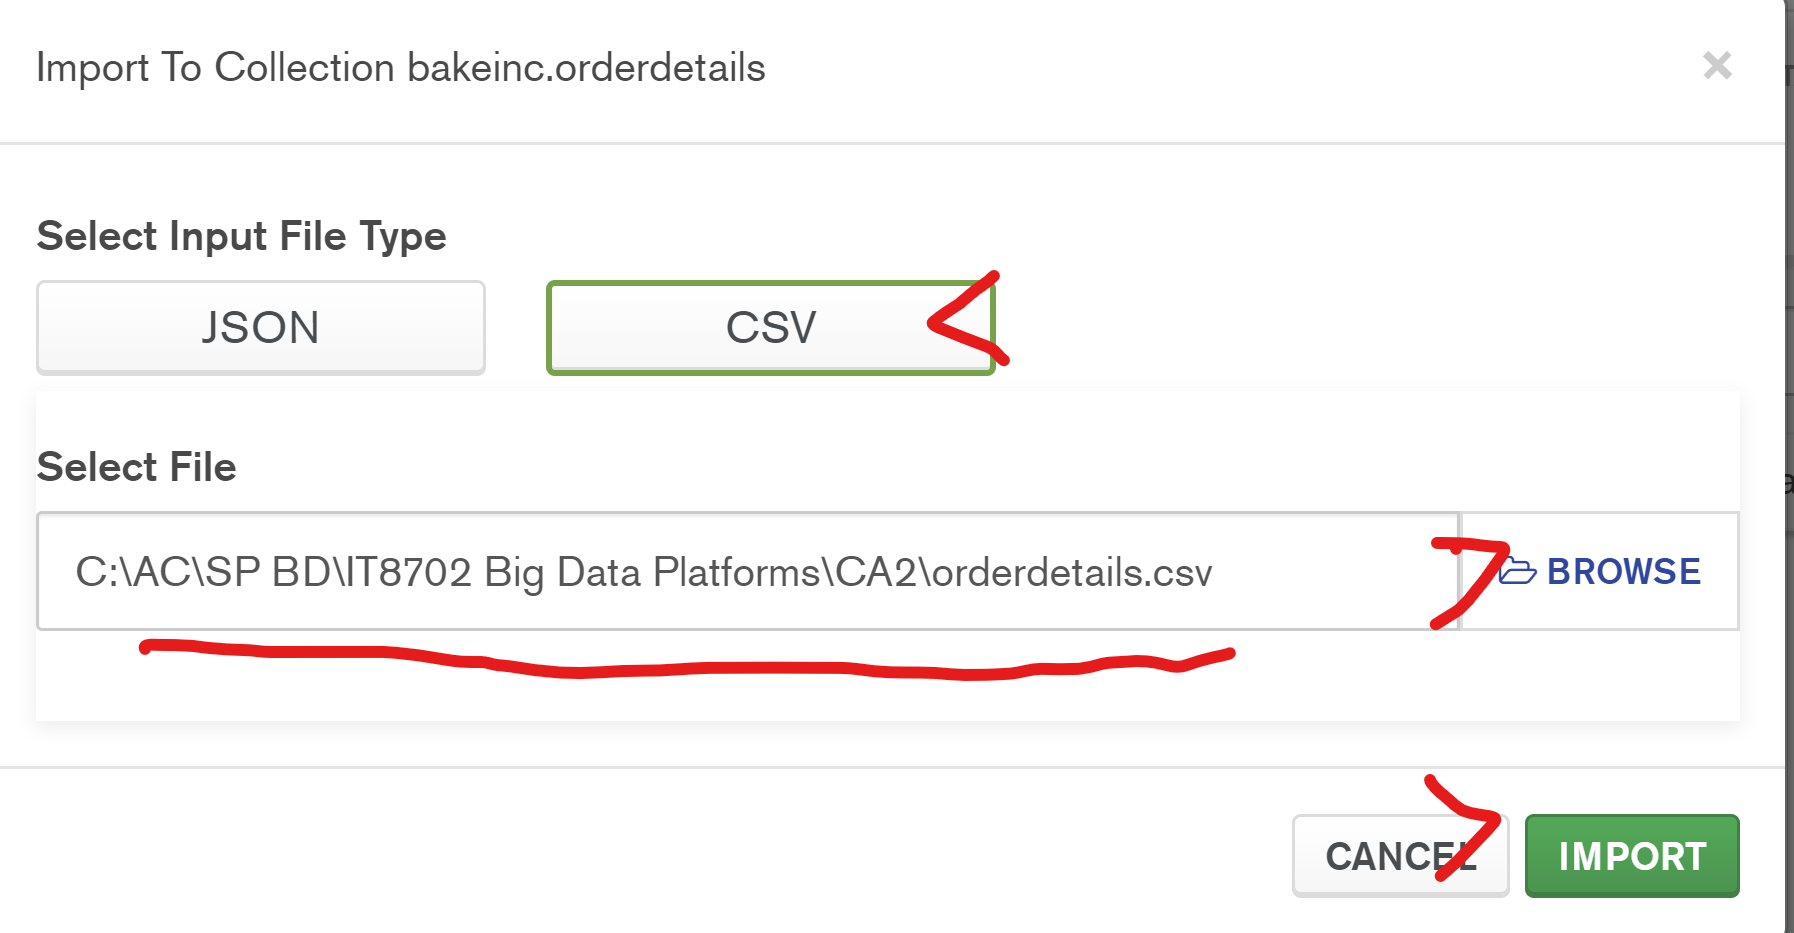 Import To Collection bakeinc.orderdetails
Select Input File Type
JSON
CSV
Select File
C:\AC\SP BD\IT8702 Big Data Platforms\CA2\orderdetails.csv
BROWSE
CANCEL
IMPORT